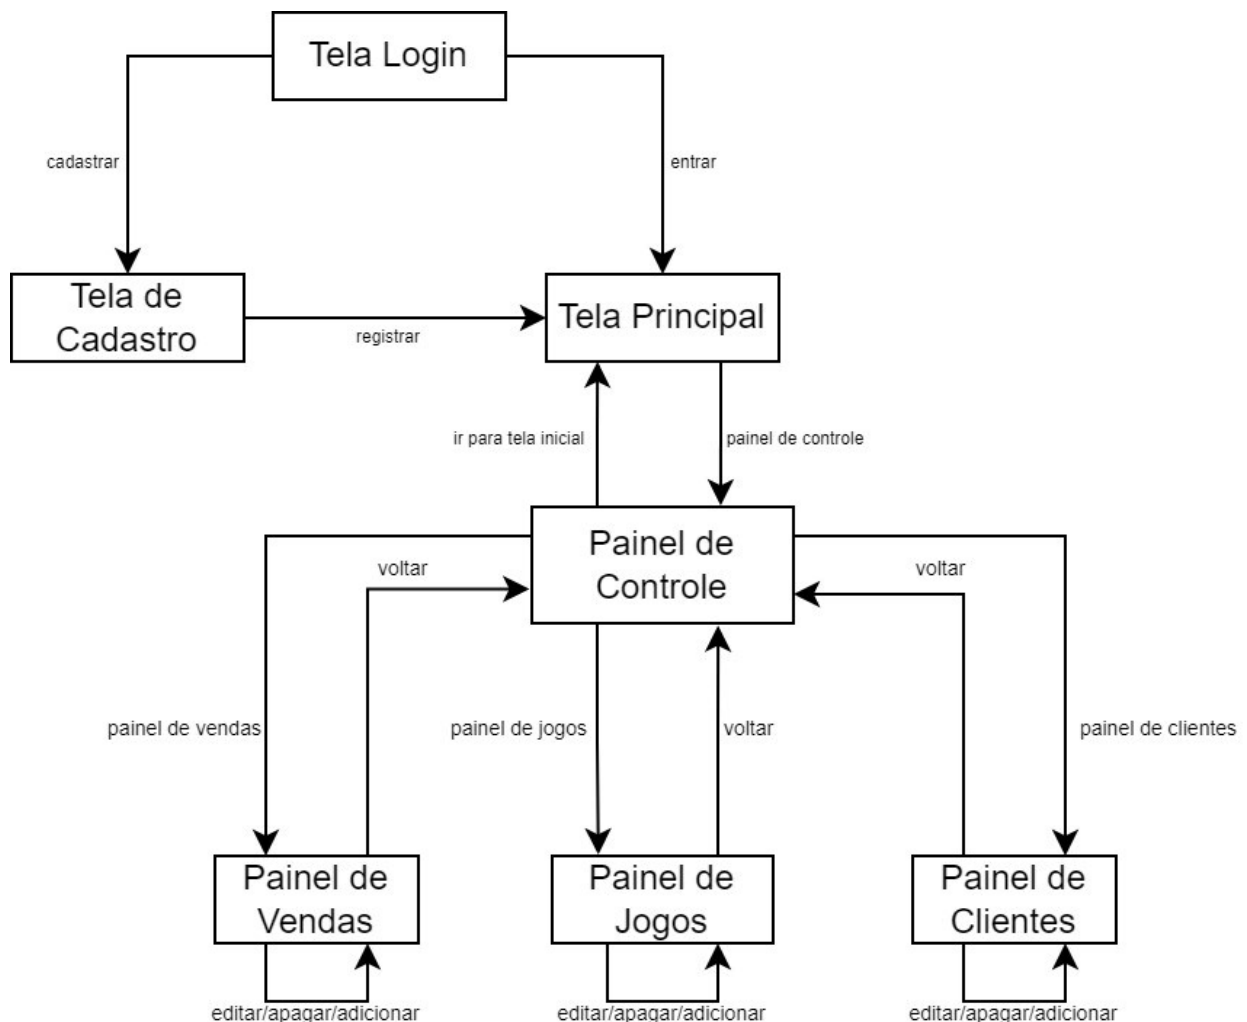 Tela Login
cadastrar
entrar
Tela de
Cadastro
registrar
Tela Principal
ir para tela inicial
painel de controle
Painel de
Controle
voltar
voltar
painel de vendas
painel de jogos
voltar
painel de clientes
Painel de
Vendas
Painel de
Jogos
Painel de
Clientes
editar/apagar/adicionar
editar/apagar/adicionar
editar/apagar/adicionar